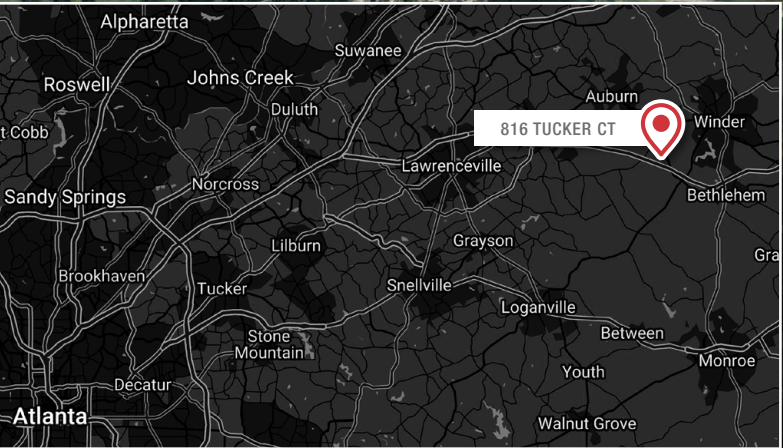 Alpharetta
Suwanee
Roswell
Johns Creek
Auburn
Duluth
t Cobb
816 TUCKER CT
Winder
Lawrenceville
Norcross
Sandy Springs
Bethlehem
Grayson
Lilburn
Gra
Brookhaven
Tucker
Snellville
Loganville
Stone
Mountain
Between
Monroe
Youth
Decatur
Atlanta
Walnut Grove